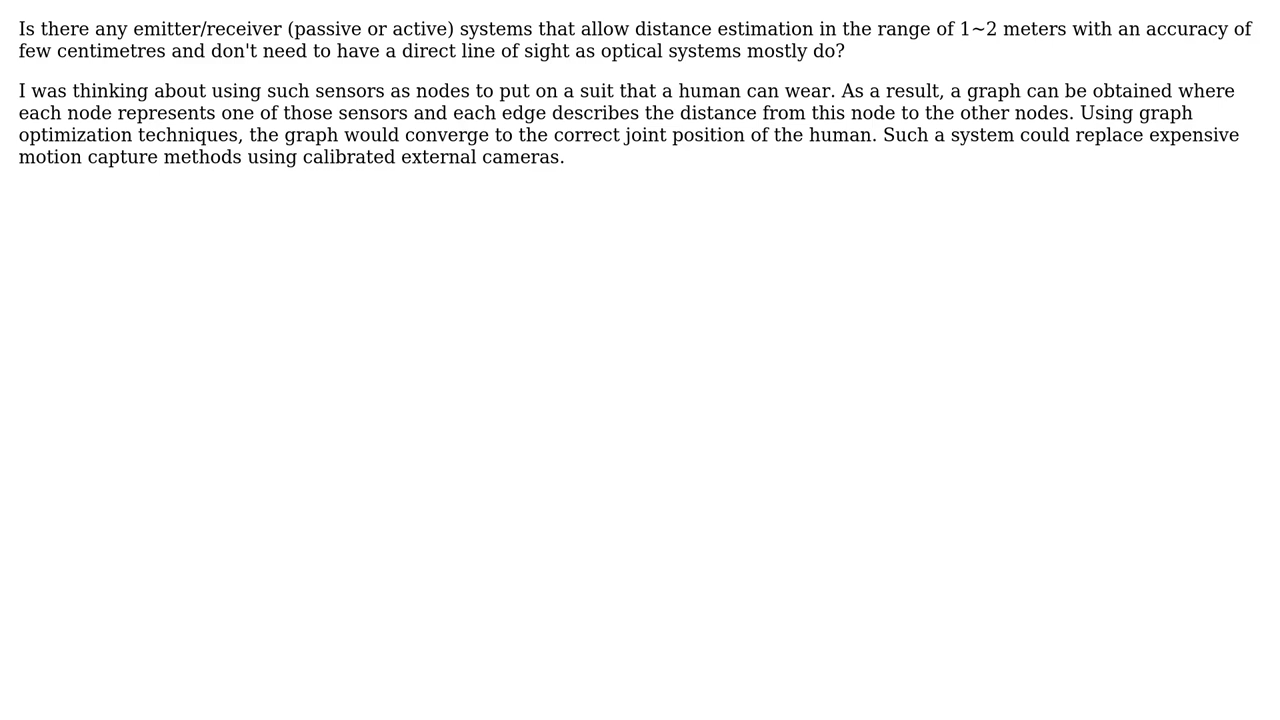 Is there any emitter/receiver (passive or active) systems that allow distance estimation in the range of 1~2 meters with an accuracy of
few centimetres and don't need to have a direct line of sight as optical systems mostly do?
I was thinking about using such sensors as nodes to put on a suit that a human can wear. As a result, a graph can be obtained where
each node represents one of those sensors and each edge describes the distance from this node to the other nodes. Using graph
optimization techniques, the graph would converge to the correct joint position of the human. Such a system could replace expensive
motion capture methods using calibrated external cameras.